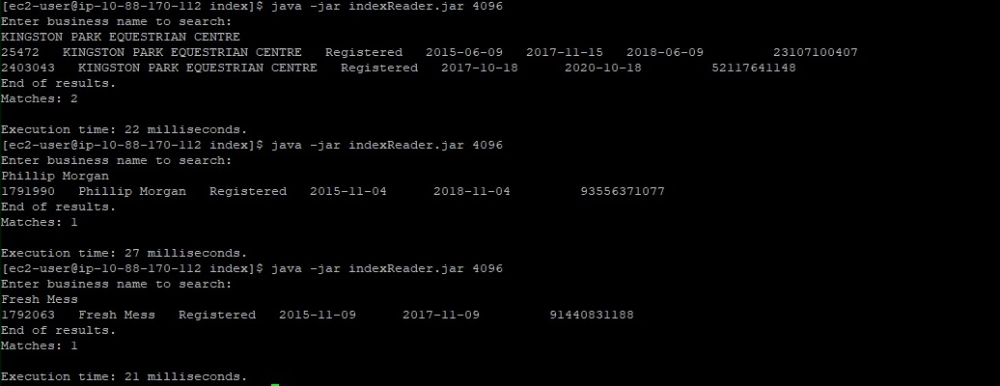 [ec2-user@ip-10-88-170-112 index]$ java -jar indexReader.jar 4096
Enter business name to search:
KINGSTON PARK EQUESTRIAN CENTRE
25472   KINGSTON PARK EQUESTRIAN CENTRE   Registered   2015-06-09   2017-11-15   2018-06-09         23107100407
2403043   KINGSTON PARK EQUESTRIAN CENTRE   Registered   2017-10-18      2020-10-18         52117641148
End of results.
Matches: 2
Execution time: 22 milliseconds.
[ec2-user@ip-10-88-170-112 index]$ java -jar indexReader.jar 4096
Enter business name to search:
Phillip Morgan
1791990   Phillip Morgan   Registered   2015-11-04      2018-11-04         93556371077
End of results.
Matches: 1
Execution time: 27 milliseconds.
[ec2-user@ip-10-88-170-112 index]$ java -jar indexReader.jar 4096
Enter business name to search:
Fresh Mess
1792063   Fresh Mess   Registered   2015-11-09      2017-11-09         91440831188
End of results.
Matches: 1
Execution time: 21 milliseconds.